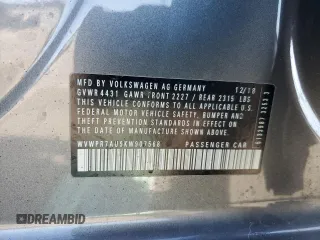 MFD BY VOLKSWAGEN AG GERMANY 12/18
GVWR 4431 GAWR FRONT 2227 / REAR 2315 LBS
THIS VEHICLE CONFORMS TO ALL APPLICABLE U.S.
FEDERAL MOTOR VEHICLE SAFETY, BUMPER, AND
THEFT PREVENTION STANDARDS IN EFFECT ON THE
DATE OF MANUFACTURE SHOWN ABOVE.
PASSENGER CAR
DREAMBID